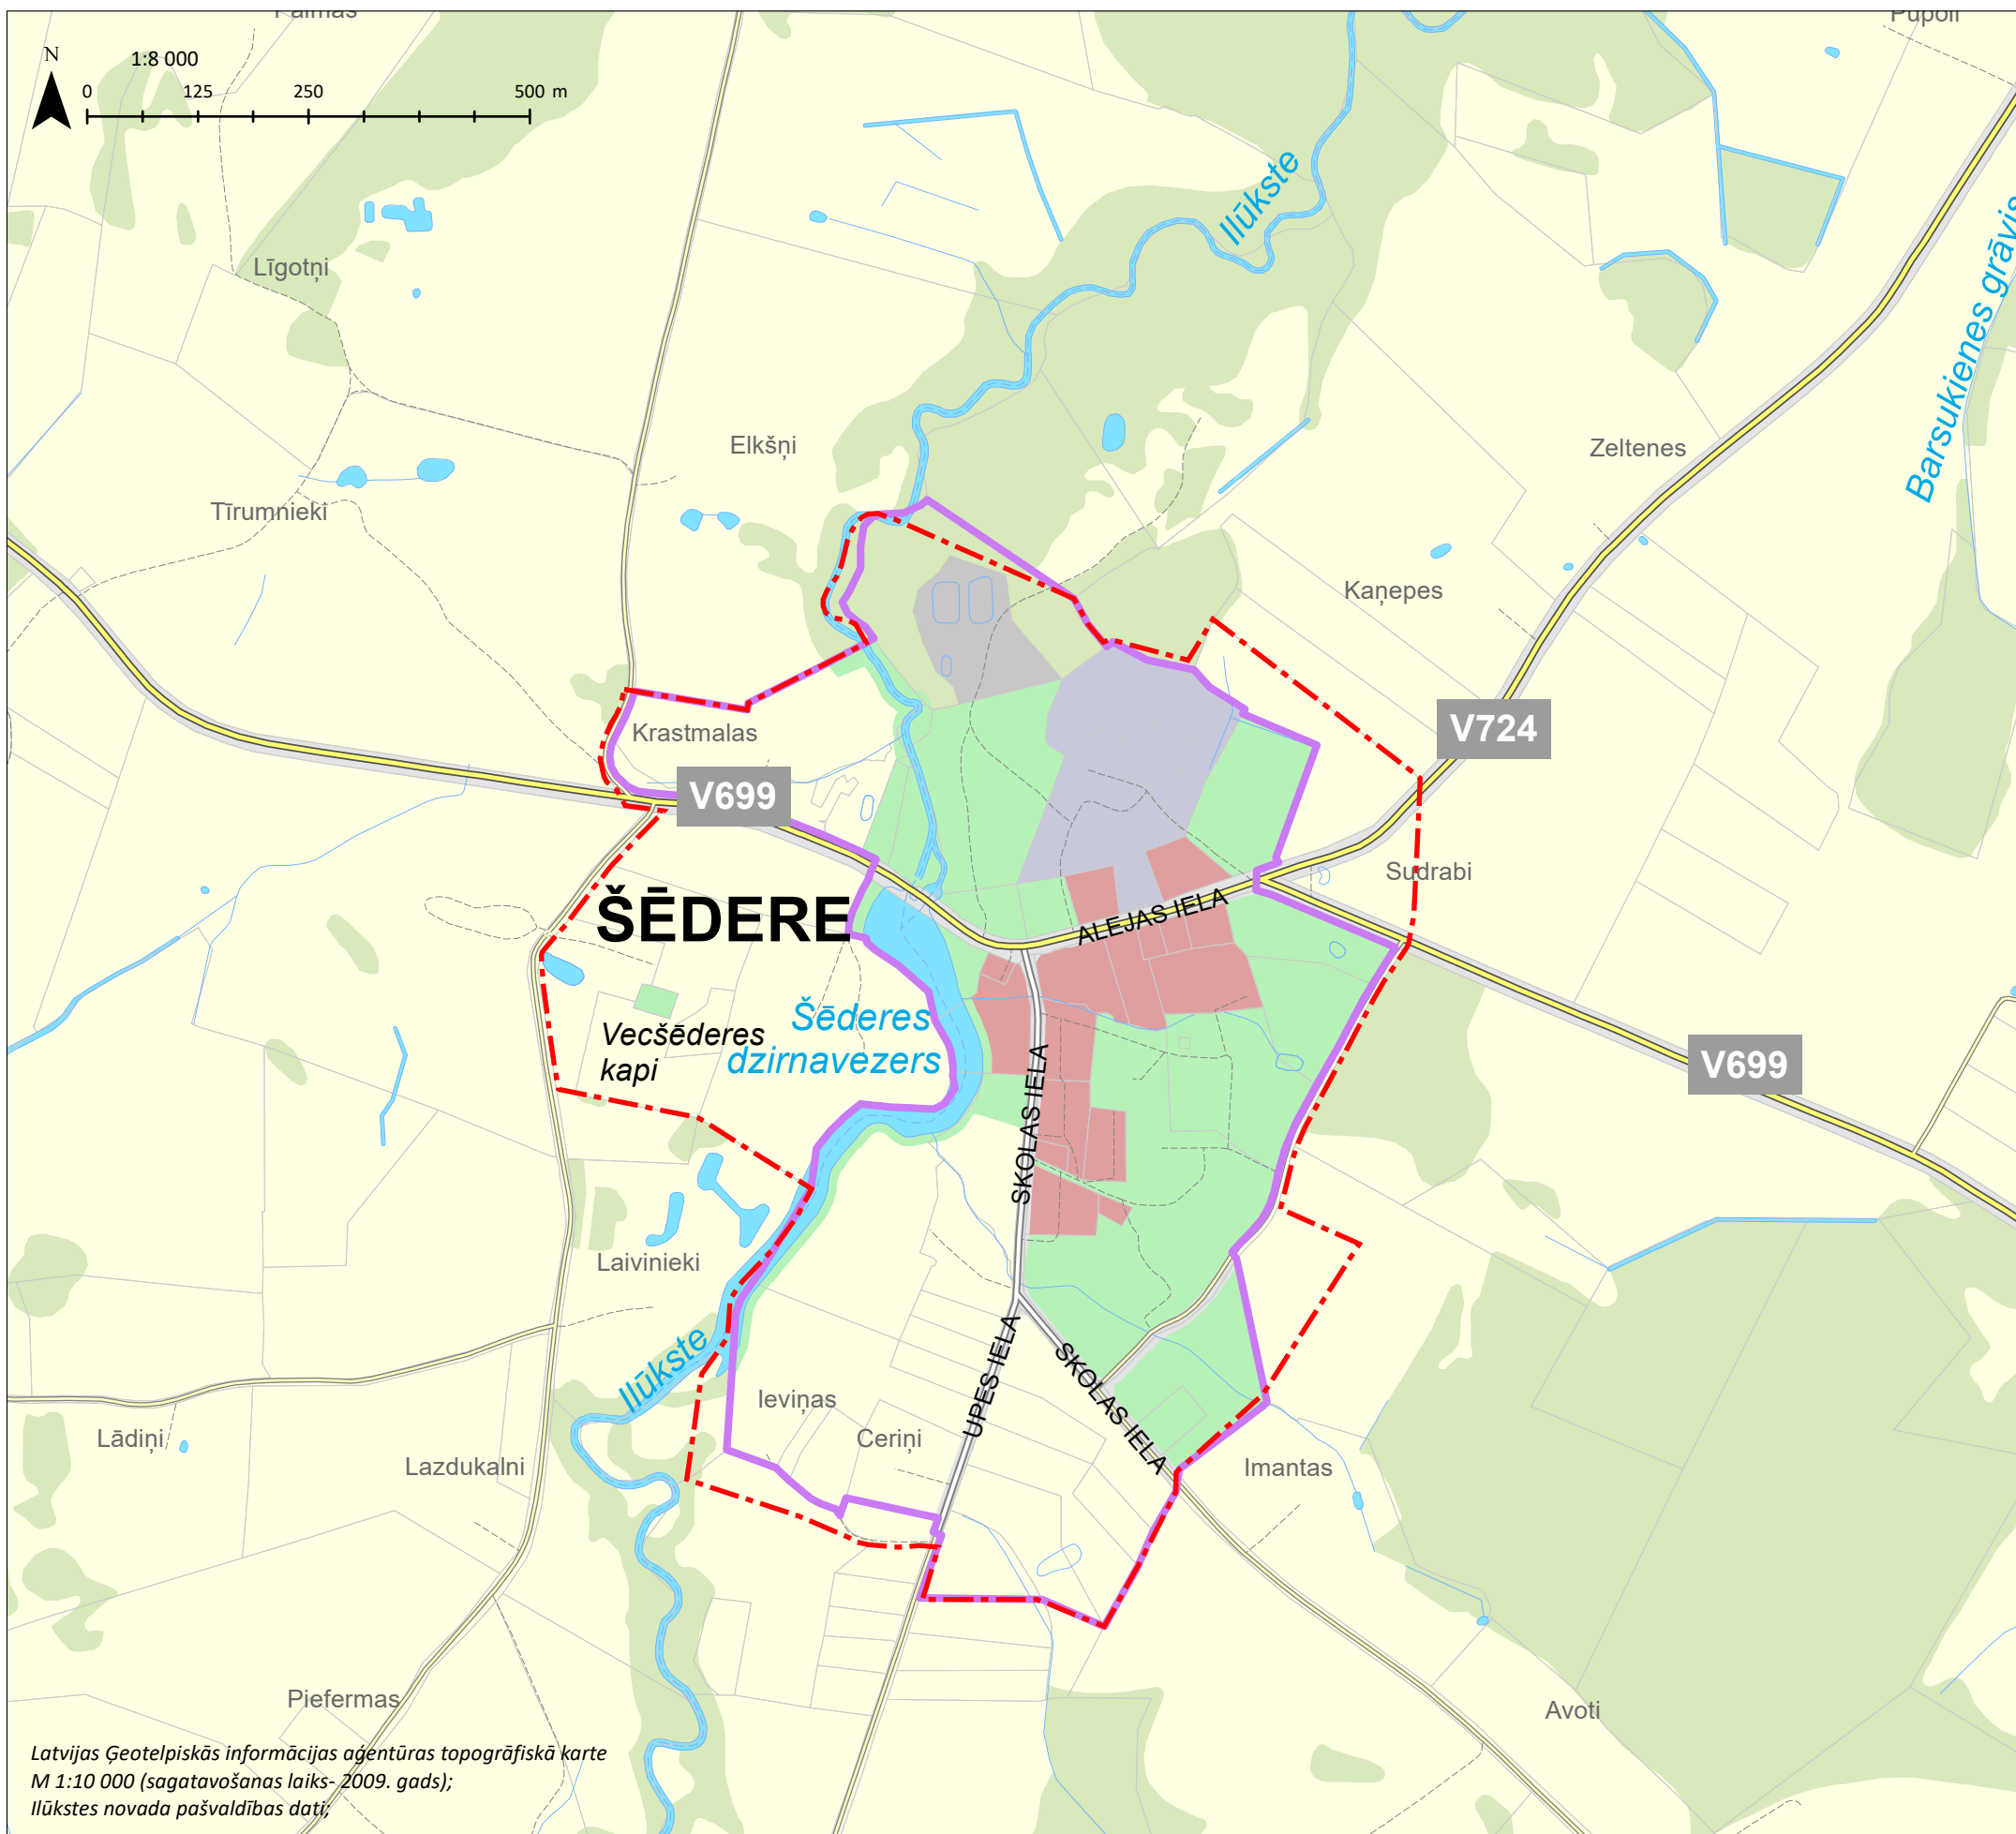 Palmas
Pupoli
N
1:8 000
0 125 250 500 m
Ilūkste
Līgotņi
Barsukienes grāvis
Elkšņi
Zeltenes
Tīrumnieki
Kaņepes
Krastmalas
V724
V699
Sudrabi
ŠĒDERE
ALEJAS IELA
Vecšēderes
kapi
Šēderes
dzirnavezers
V699
SKOLAS IELA
Laivinieki
Ilūkste
UPES IELA
SKOLAS IELA
Ieviņas
Ceriņi
Lādiņi
Lazdukalni
Imantas
Piefermas
Avoti
Latvijas Ģeotelpiskās informācijas aģentūras topogrāfiskā karte
M 1:10 000 (sagatavošanas laiks- 2009. gads);
Ilūkstes novada pašvaldības dati;